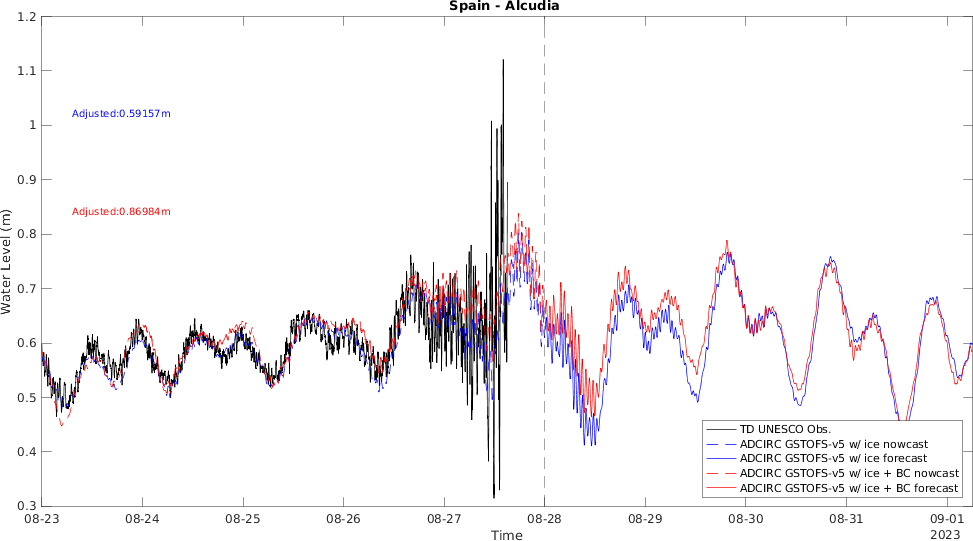 Spain - Alcudia
1.2
1.1
1
0.9
0.8
0.7
0.6
0.5
0.4
0.3
Water Level (m)
Adjusted:0.59157m
Adjusted:0.86984m
TD UNESCO Obs.
ADCIRC GSTOFS-v5 w/ ice nowcast
ADCIRC GSTOFS-v5 w/ ice forecast
ADCIRC GSTOFS-v5 w/ ice + BC nowcast
ADCIRC GSTOFS-v5 w/ ice + BC forecast
08-23 08-24 08-25 08-26 08-27 08-28 08-29 08-30 08-31 09-01
2023
Time